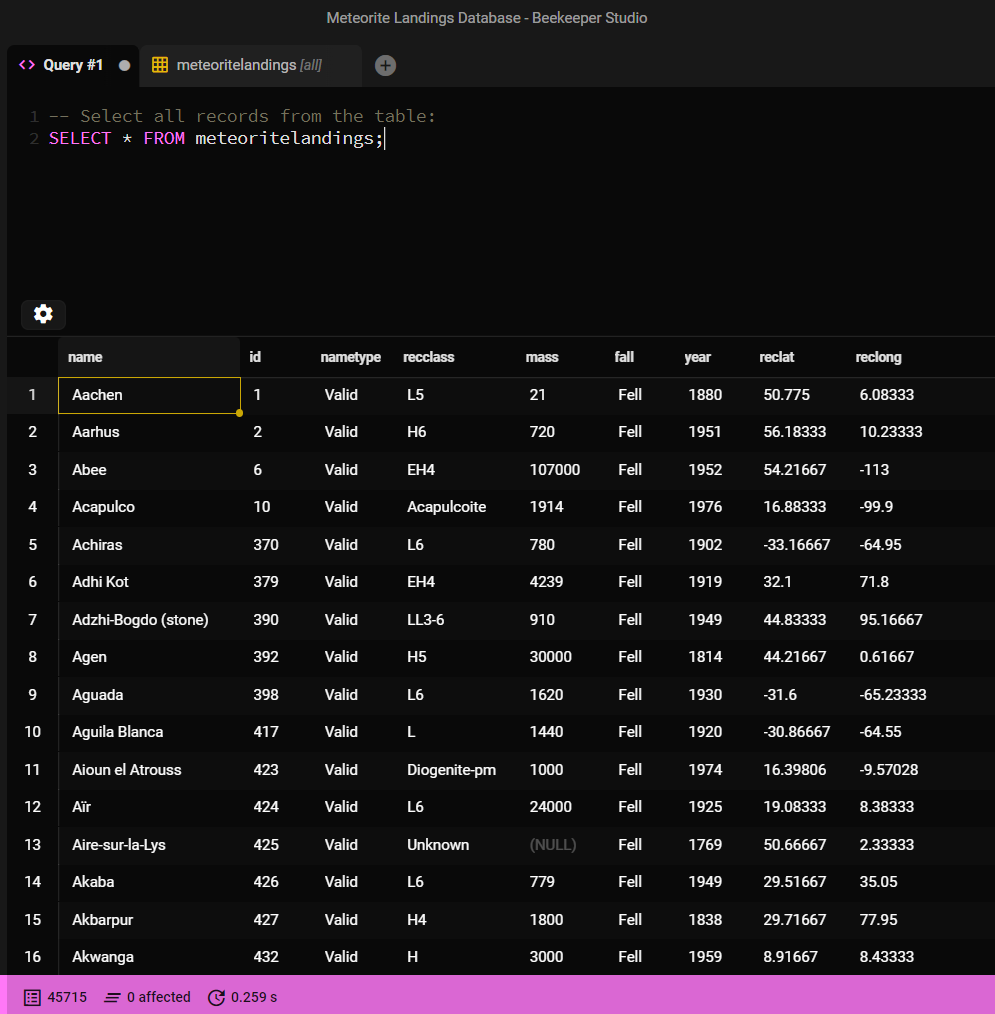 Meteorite Landings Database - Beekeeper Studio
Query #1 meteoritelandings [all]
1 -- Select all records from the table:
2 SELECT * FROM meteoritelandings;
name id nametype recclass mass fall year reclat reclong
1 Aachen 1 Valid L5 21 Fell 1880 50.775 6.08333
2 Aarhus 2 Valid H6 720 Fell 1951 56.18333 10.23333
3 Abee 6 Valid EH4 107000 Fell 1952 54.21667 -113
4 Acapulco 10 Valid Acapulcoite 1914 Fell 1976 16.88333 -99.9
5 Achiras 370 Valid L6 780 Fell 1902 -33.16667 -64.95
6 Adhi Kot 379 Valid EH4 4239 Fell 1919 32.1 71.8
7 Adzhi-Bogdo (stone) 390 Valid LL3-6 910 Fell 1949 44.83333 95.16667
8 Agen 392 Valid H5 30000 Fell 1814 44.21667 0.61667
9 Aguada 398 Valid L6 1620 Fell 1930 -31.6 -65.23333
10 Aguila Blanca 417 Valid L 1440 Fell 1920 -30.86667 -64.55
11 Aioun el Atrouss 423 Valid Diogenite-pm 1000 Fell 1974 16.39806 -9.57028
12 Aïr 424 Valid L6 24000 Fell 1925 19.08333 8.38333
13 Aire-sur-la-Lys 425 Valid Unknown (NULL) Fell 1769 50.66667 2.33333
14 Akaba 426 Valid L6 779 Fell 1949 29.51667 35.05
15 Akbarpur 427 Valid H4 1800 Fell 1838 29.71667 77.95
16 Akwanga 432 Valid H 3000 Fell 1959 8.91667 8.43333
45715 0 affected 0.259 s